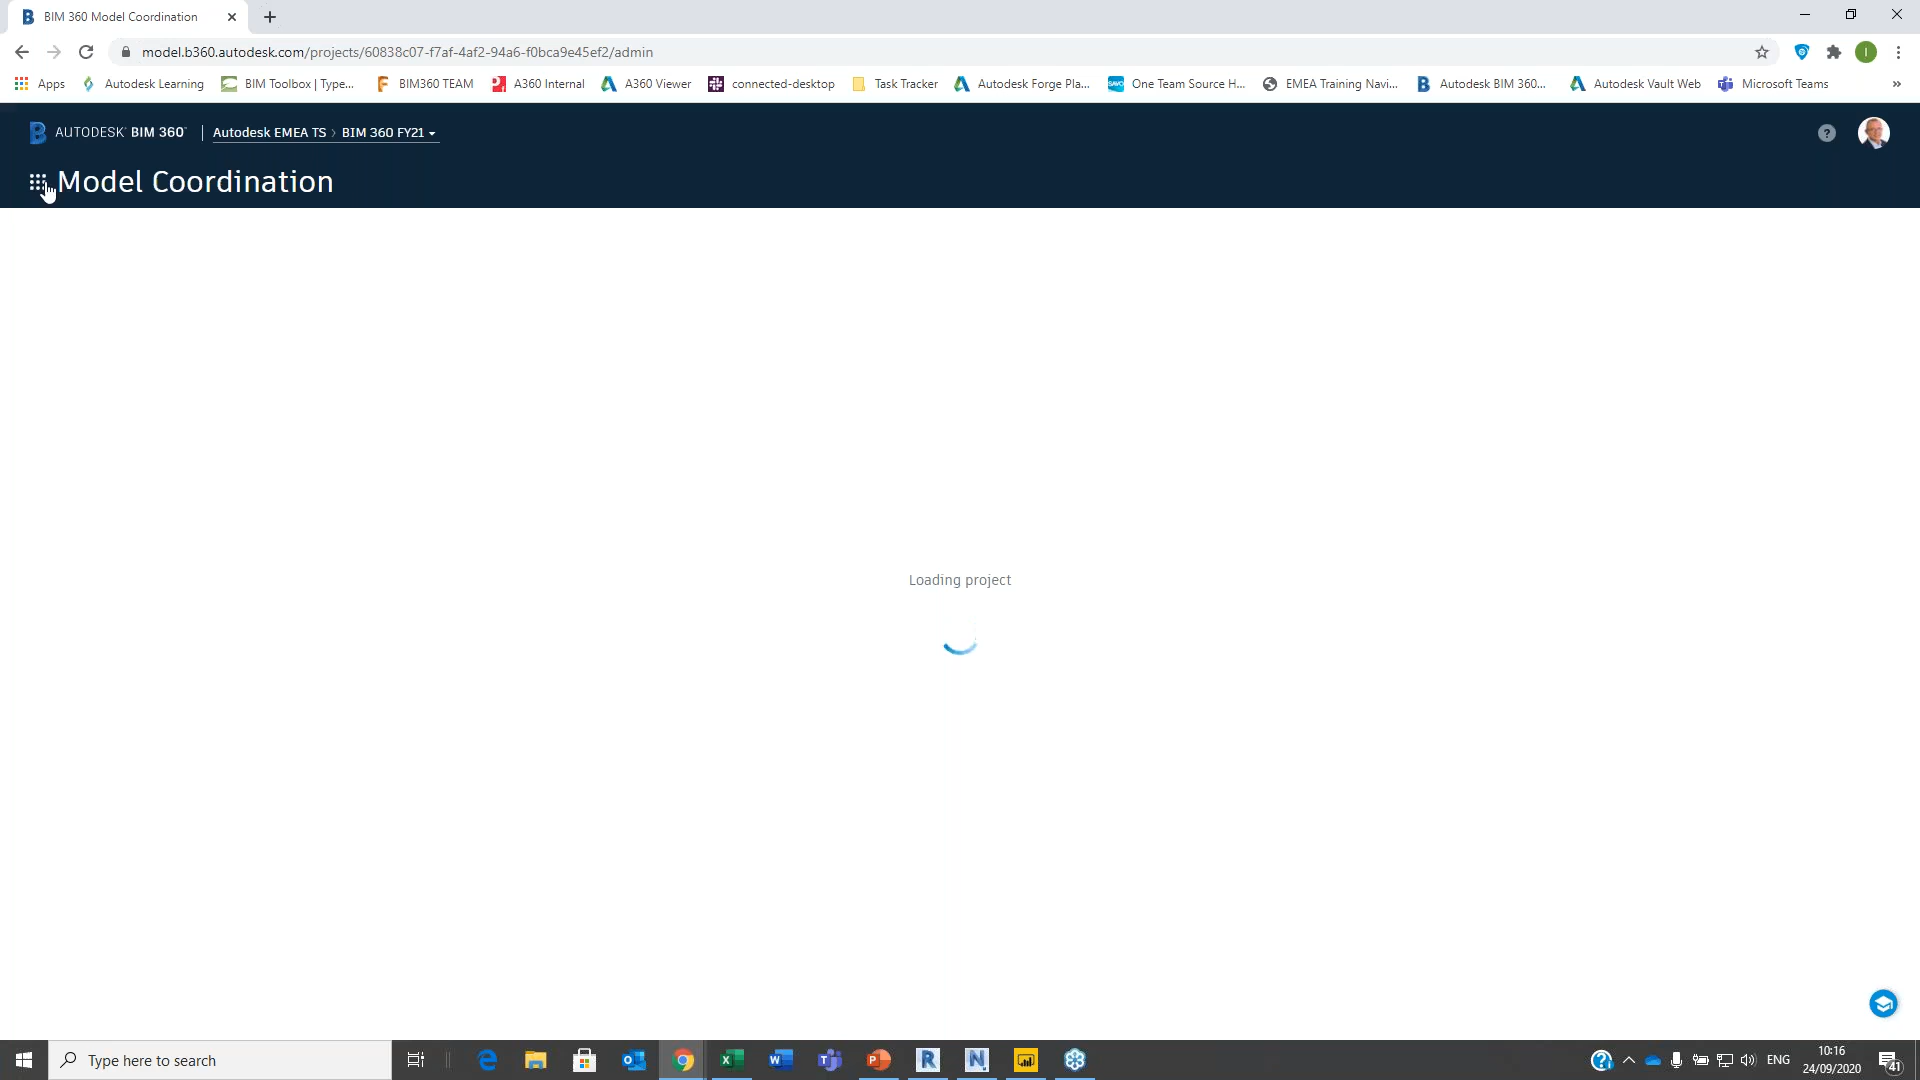 BIM 360 Model Coordination
model.b360.autodesk.com/projects/60838c07-f7af-4af2-94a6-f0bca9e45ef2/admin
I
Apps Autodesk Learning BIM Toolbox | Type... BIM360 TEAM A360 Internal A360 Viewer connected-desktop Task Tracker Autodesk Forge Pla... One Team Source H... EMEA Training Navi... Autodesk BIM 360... Autodesk Vault Web Microsoft Teams »
AUTODESK® BIM 360™ | Autodesk EMEA TS > BIM 360 FY21
Model Coordination
Loading project
Type here to search
ENG
10:16
24/09/2020
41